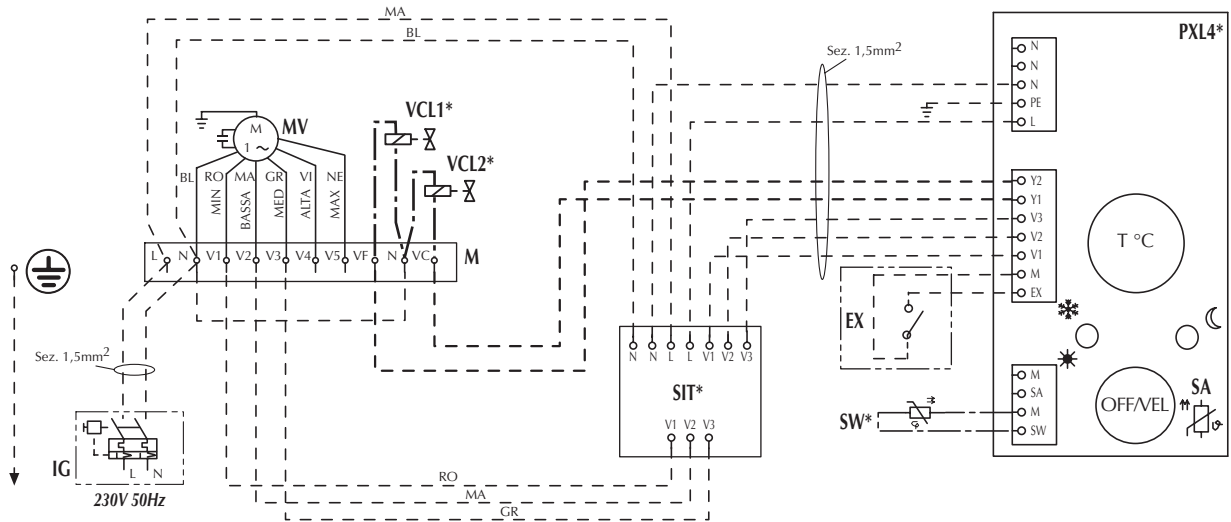 MA
BL
Sez. 1,5mm²
PXL4*
N
N
N
PE
L
M
1 ~
MV
VCL1*
VCL2*
BL
RO
MA
GR
VI
NE
MIN
BASSA
MED
ALTA
MAX
Y2
Y1
V3
V2
V1
M
EX
T °C
L
N
V1
V2
V3
V4
V5
VF
N
VC
M
EX
Sez. 1,5mm²
N
N
L
L
V1
V2
V3
SIT*
V1
V2
V3
M
SA
M
SW
OFF/VEL
SA
ϑ
SW*
IG
L
N
230V 50Hz
RO
MA
GR